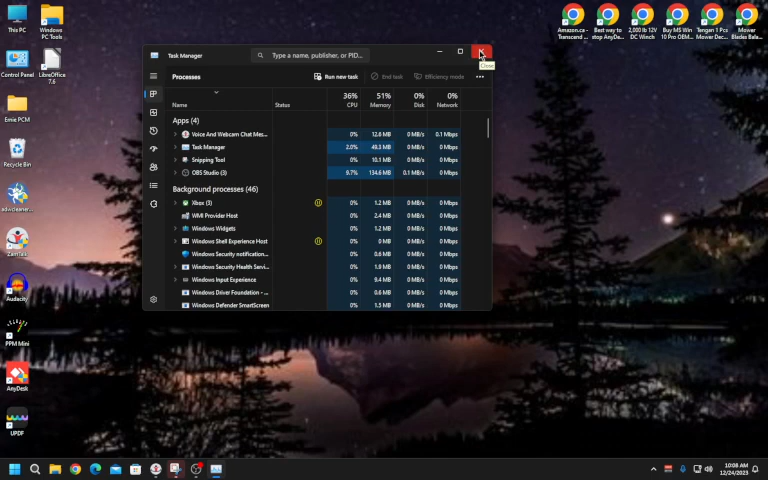 This PC
Windows PC Tools
Control Panel
LibreOffice 7.6
Ernie PCM
Recycle Bin
adwcleaner...
ZamTalk
Audacity
PPM Mini
AnyDesk
UPDF
Amazon.ca - Transcend ...
Best way to stop AnyDe...
2,000 lb 12V DC Winch
Buy MS Win 10 Pro OEM...
Tengan 1 Pcs Mower Dec...
Mower Blades Bala...
Task Manager
Type a name, publisher, or PID...
Close
Processes
Run new task
End task
Efficiency mode
36% 51% 0% 0%
Name Status CPU Memory Disk Network
Apps (4)
Voice And Webcam Chat Mes... 0% 12.8 MB 0 MB/s 0.1 Mbps
Task Manager 2.0% 49.3 MB 0 MB/s 0 Mbps
Snipping Tool 0% 10.1 MB 0 MB/s 0 Mbps
OBS Studio (3) 9.7% 134.6 MB 0.1 MB/s 0 Mbps
Background processes (46)
Xbox (3) 0% 1.2 MB 0 MB/s 0 Mbps
WMI Provider Host 0% 2.4 MB 0 MB/s 0 Mbps
Windows Widgets 0% 1.2 MB 0 MB/s 0 Mbps
Windows Shell Experience Host 0% 0 MB 0 MB/s 0 Mbps
Windows Security notification... 0% 0.6 MB 0 MB/s 0 Mbps
Windows Security Health Servi... 0% 1.9 MB 0 MB/s 0 Mbps
Windows Input Experience 0% 9.4 MB 0 MB/s 0 Mbps
Windows Driver Foundation - ... 0% 0.6 MB 0 MB/s 0 Mbps
Windows Defender SmartScreen 0% 1.5 MB 0 MB/s 0 Mbps
10:08 AM
12/24/2023